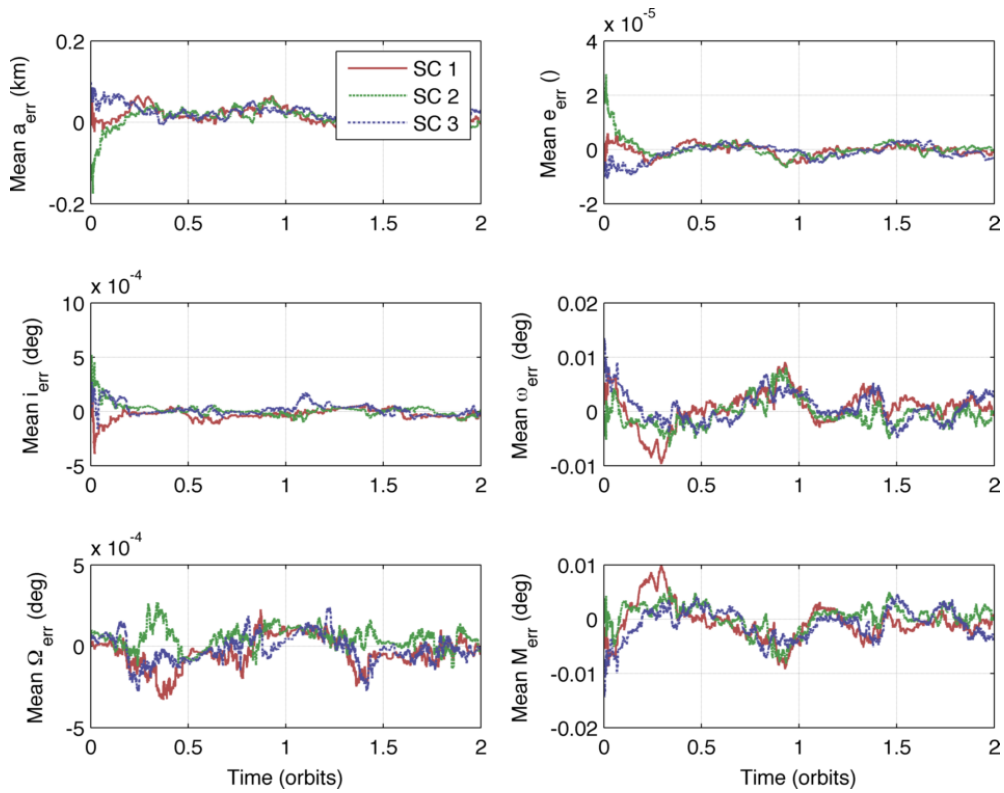 x 10⁻⁵
0.2
0
-0.2
Mean a_err (km)
SC 1
SC 2
SC 3
0 0.5 1 1.5 2
4
2
0
-2
Mean e_err ()
0 0.5 1 1.5 2
x 10⁻⁴
10
5
0
-5
Mean i_err (deg)
0 0.5 1 1.5 2
0.02
0.01
0
-0.01
Mean ω_err (deg)
0 0.5 1 1.5 2
x 10⁻⁴
5
0
-5
Mean Ω_err (deg)
0 0.5 1 1.5 2
Time (orbits)
0.01
0
-0.01
-0.02
Mean M_err (deg)
0 0.5 1 1.5 2
Time (orbits)